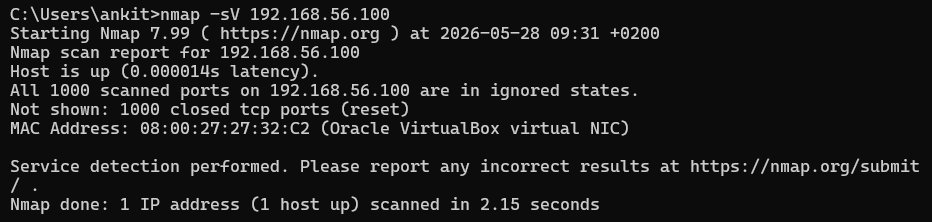 C:\Users\ankit>nmap -sV 192.168.56.100
Starting Nmap 7.99 ( https://nmap.org ) at 2026-05-28 09:31 +0200
Nmap scan report for 192.168.56.100
Host is up (0.000014s latency).
All 1000 scanned ports on 192.168.56.100 are in ignored states.
Not shown: 1000 closed tcp ports (reset)
MAC Address: 08:00:27:27:32:C2 (Oracle VirtualBox virtual NIC)

Service detection performed. Please report any incorrect results at https://nmap.org/submit
/ .
Nmap done: 1 IP address (1 host up) scanned in 2.15 seconds